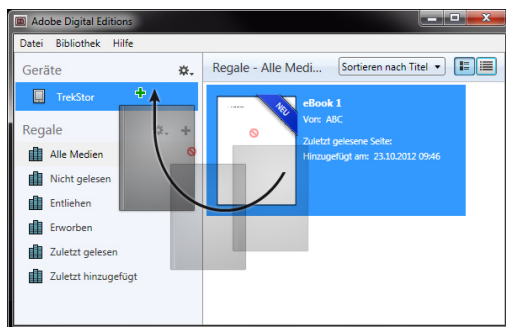 Adobe Digital Editions
Datei Bibliothek Hilfe
Geräte
TrekStor
Regale
Alle Medien
Nicht gelesen
Entliehen
Erworben
Zuletzt gelesen
Zuletzt hinzugefügt
Regale - Alle Medi...
Sortieren nach Titel
NEU
eBook 1
Von: ABC
Zuletzt gelesene Seite:
Hinzugefügt am: 23.10.2012 09:46